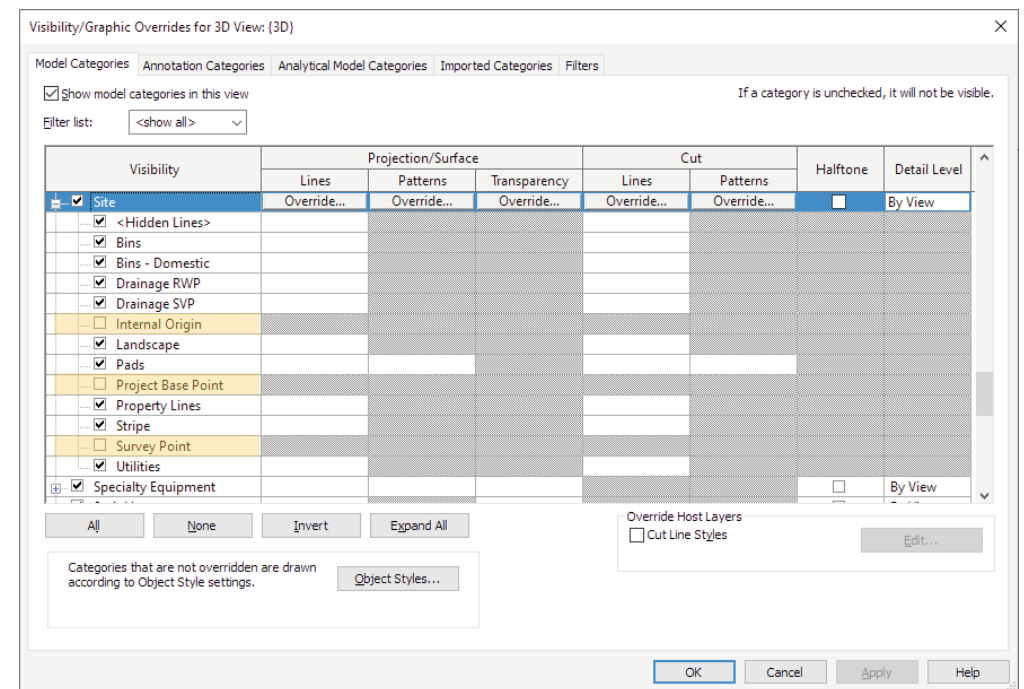 Visibility/Graphic Overrides for 3D View: {3D}
Model Categories Annotation Categories Analytical Model Categories Imported Categories Filters
Show model categories in this view
If a category is unchecked, it will not be visible.
Filter list: <show all>
Visibility Projection/Surface Cut Halftone Detail Level
Lines Patterns Transparency Lines Patterns
Site Override... Override... Override... Override... Override... By View
<Hidden Lines>
Bins
Bins - Domestic
Drainage RWP
Drainage SVP
Internal Origin
Landscape
Pads
Project Base Point
Property Lines
Stripe
Survey Point
Utilities
Specialty Equipment By View
All None Invert Expand All
Override Host Layers
Cut Line Styles Edit...
Categories that are not overridden are drawn
according to Object Style settings.
Object Styles...
OK Cancel Apply Help